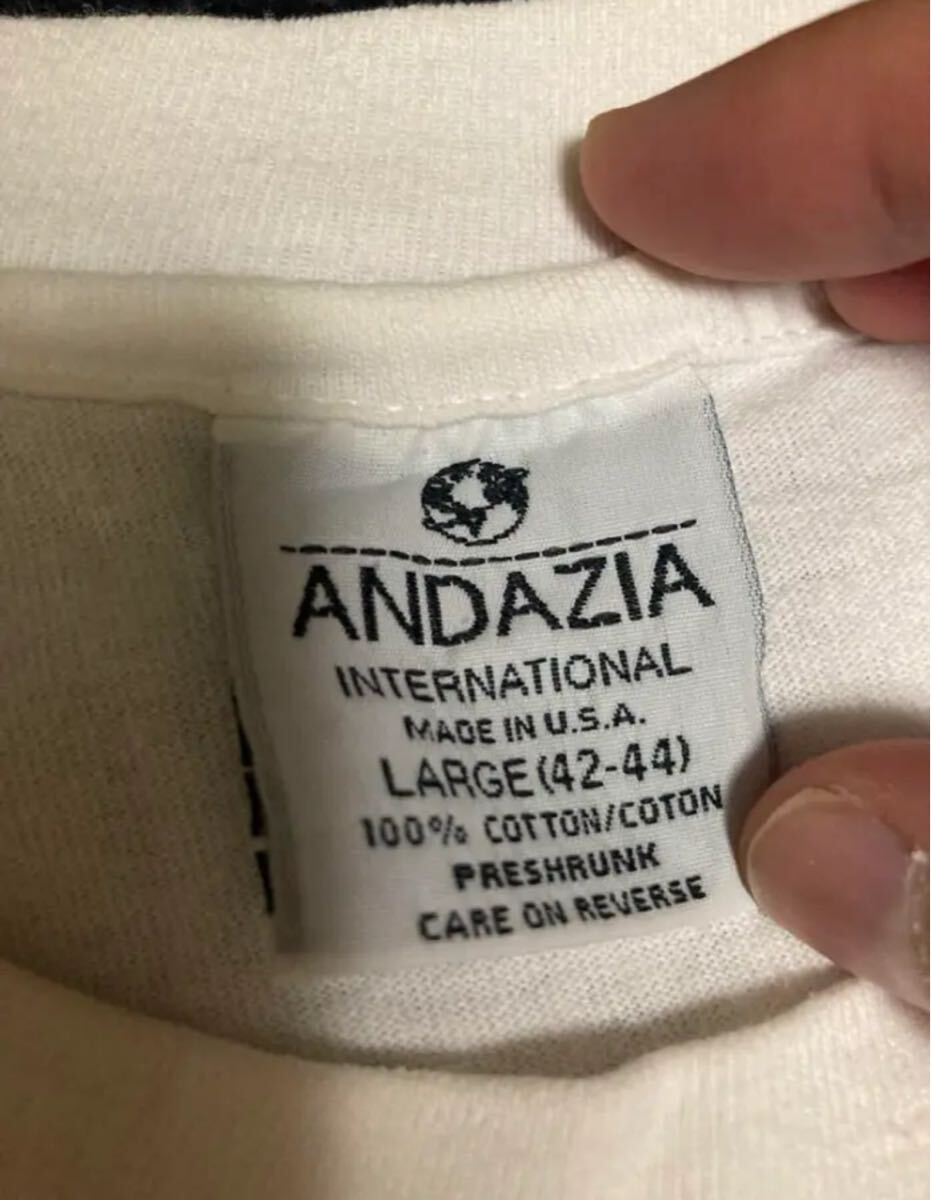 ANDAZIA
INTERNATIONAL
MADE IN U.S.A.
LARGE (42-44)
100% COTTON/COTON
PRESHRUNK
CARE ON REVERSE